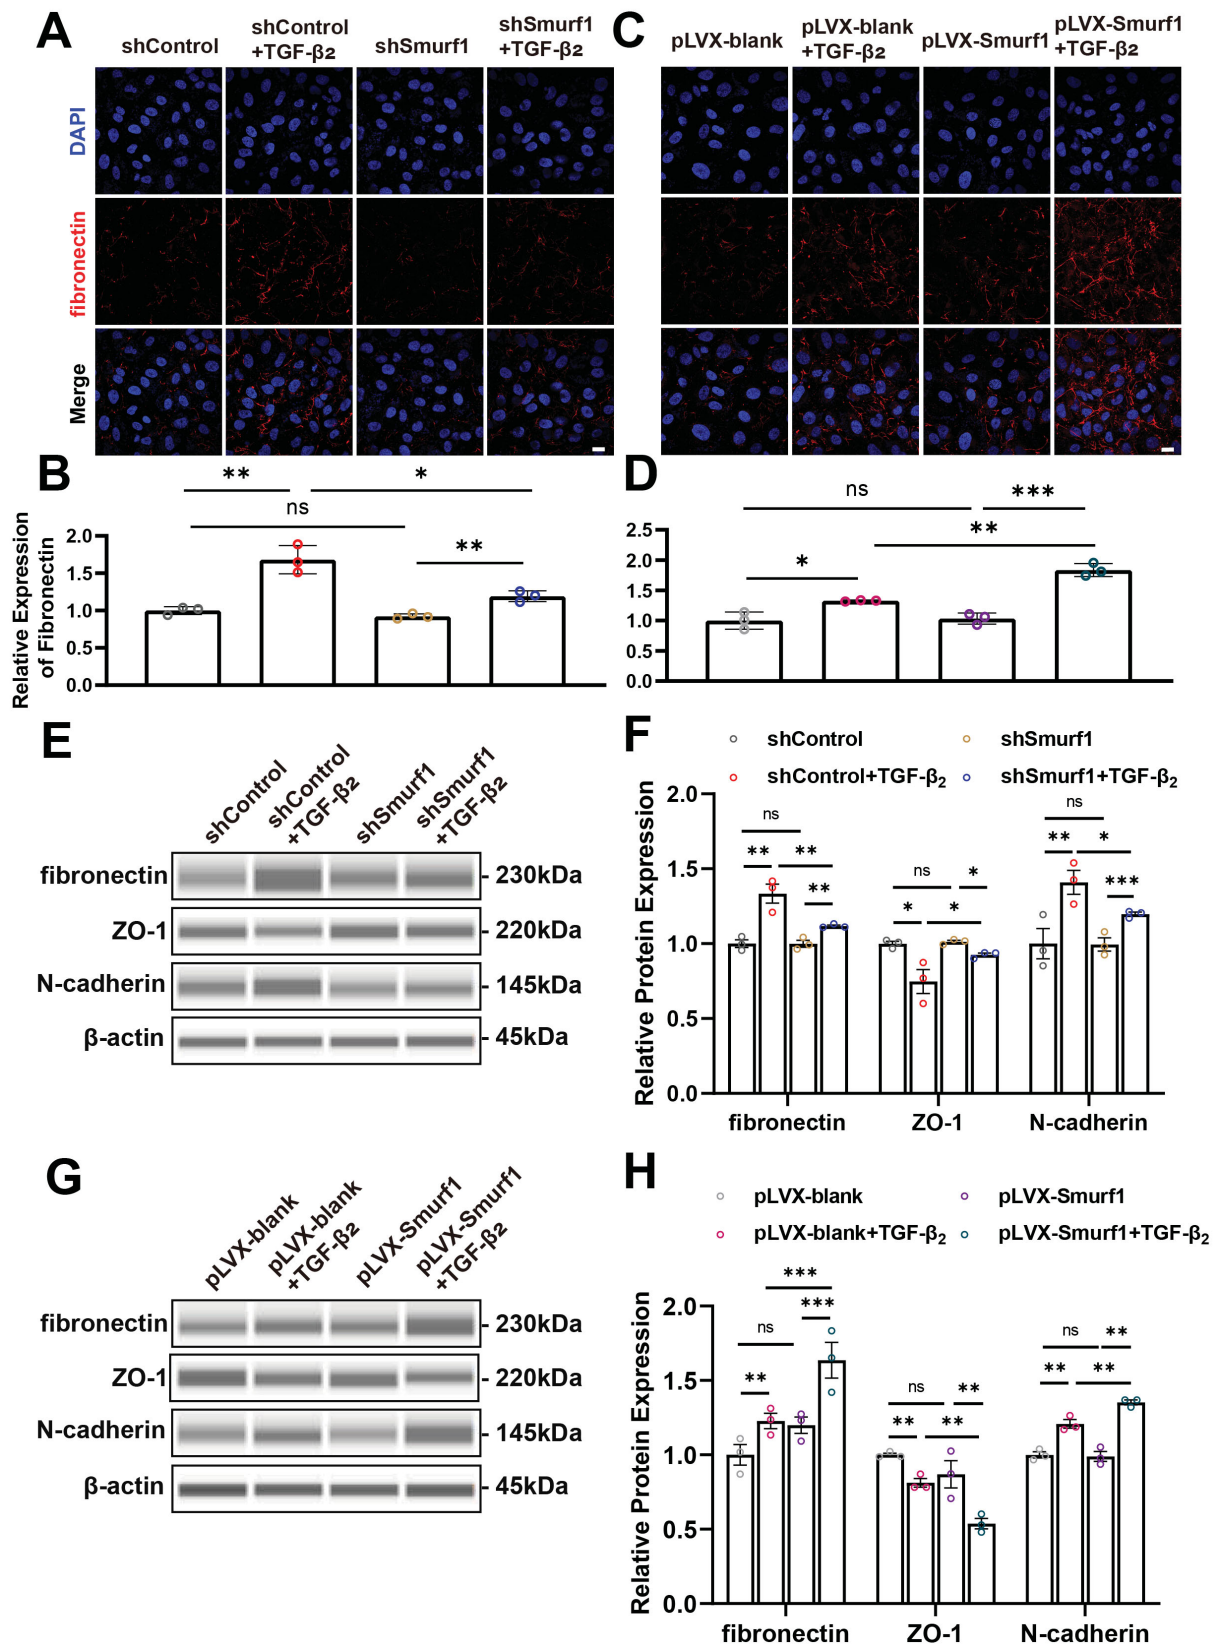 A
shControl
shControl
+TGF-β2
shSmurf1
shSmurf1
+TGF-β2
DAPI
fibronectin
Merge
C
pLVX-blank
pLVX-blank
+TGF-β2
pLVX-Smurf1
pLVX-Smurf1
+TGF-β2
B
** *
ns
**
Relative Expression
of Fibronectin
2.0
1.5
1.0
0.5
0.0
D
ns ***
**
*
2.5
2.0
1.5
1.0
0.5
0.0
E
shControl
shControl
+TGF-β2
shSmurf1
shSmurf1
+TGF-β2
fibronectin - 230kDa
ZO-1 - 220kDa
N-cadherin - 145kDa
β-actin - 45kDa
F
shControl shSmurf1
shControl+TGF-β2 shSmurf1+TGF-β2
Relative Protein Expression
2.0
1.5
1.0
0.5
0.0
ns
** **
**
ns *
* *
ns
** *
***
fibronectin ZO-1 N-cadherin
G
pLVX-blank
pLVX-blank
+TGF-β2
pLVX-Smurf1
pLVX-Smurf1
+TGF-β2
fibronectin - 230kDa
ZO-1 - 220kDa
N-cadherin - 145kDa
β-actin - 45kDa
H
pLVX-blank pLVX-Smurf1
pLVX-blank+TGF-β2 pLVX-Smurf1+TGF-β2
Relative Protein Expression
2.0
1.5
1.0
0.5
0.0
***
ns ***
**
ns **
** **
ns **
** **
fibronectin ZO-1 N-cadherin